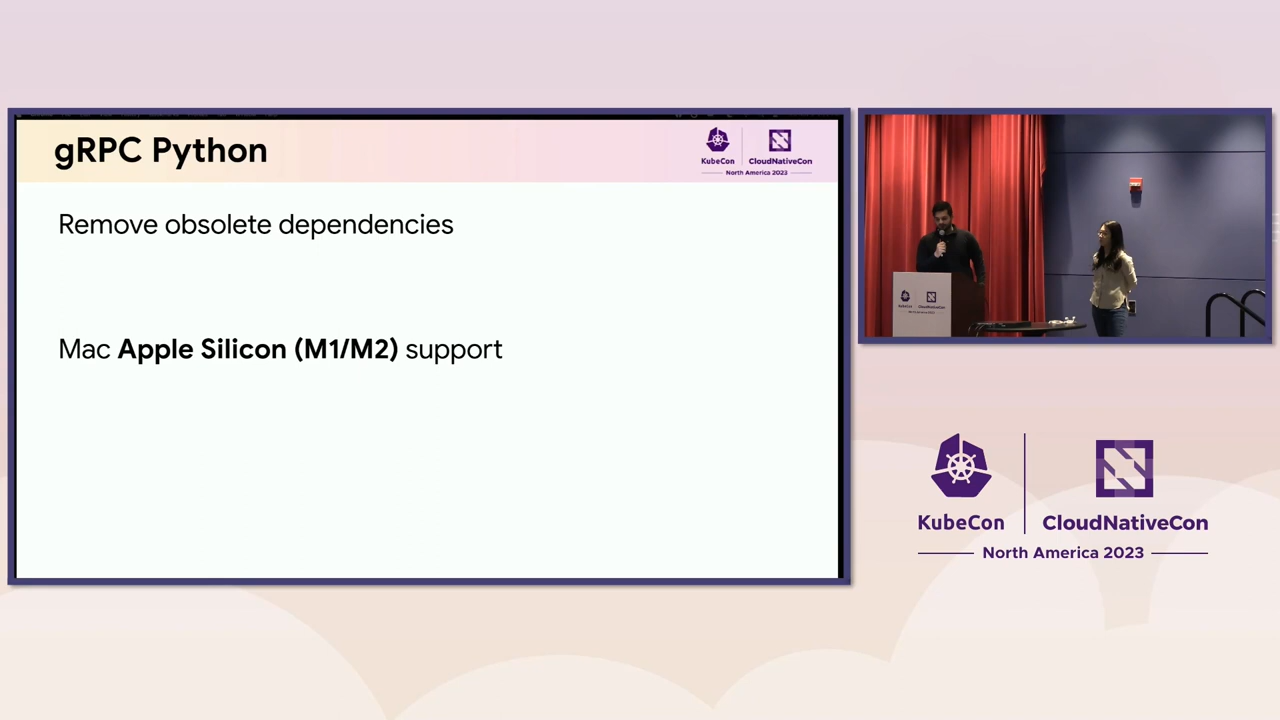 gRPC Python
KubeCon
CloudNativeCon
North America 2023
Remove obsolete dependencies
Mac Apple Silicon (M1/M2) support
KubeCon
CloudNativeCon
North America 2023